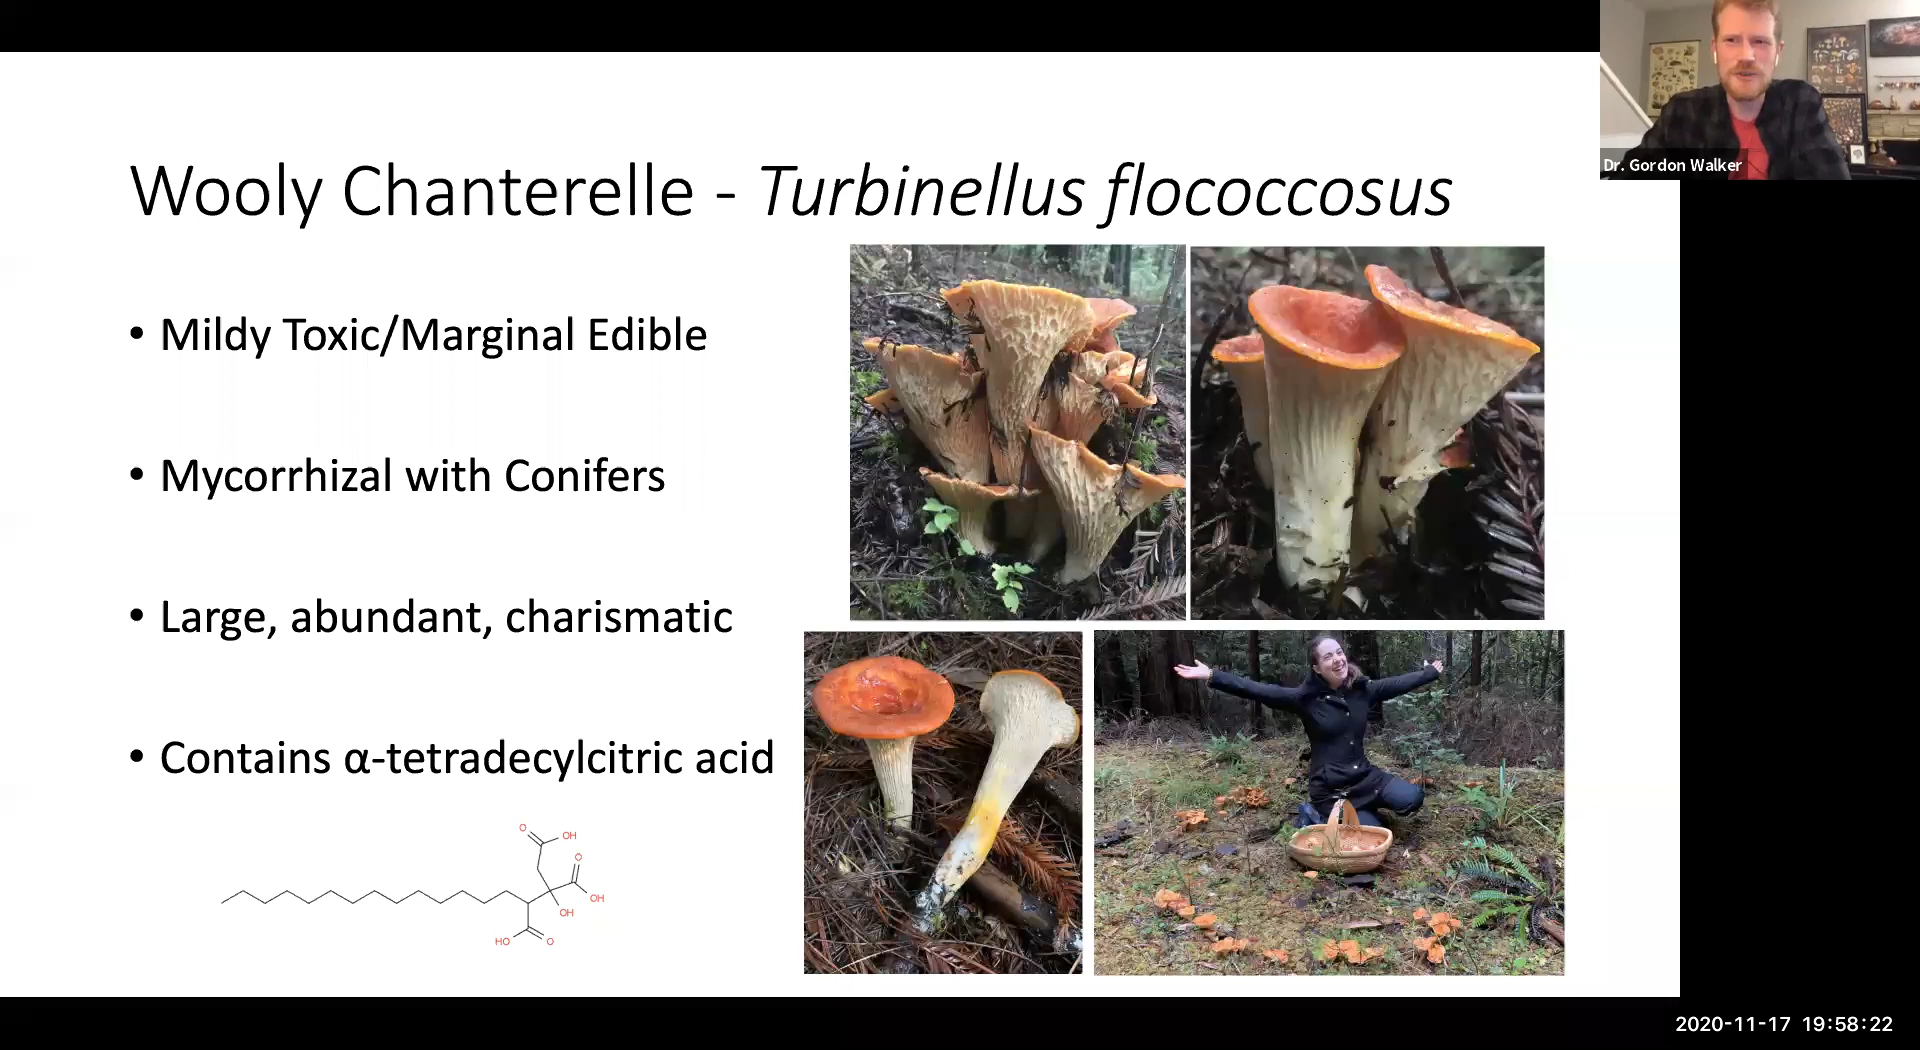 Dr. Gordon Walker
Wooly Chanterelle - Turbinellus flococcosus
• Mildy Toxic/Marginal Edible
• Mycorrhizal with Conifers
• Large, abundant, charismatic
• Contains α-tetradecylcitric acid
O
OH
O
OH
OH
HO
O
2020-11-17 19:58:22